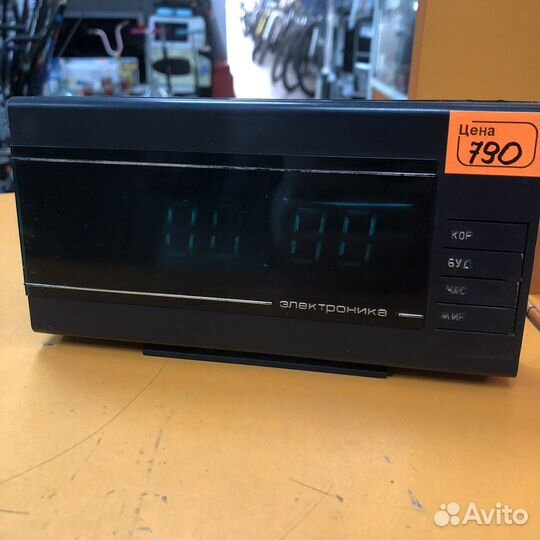 Цена
790
КОР
БУД
ЧАС
МИН
электроника
Avito